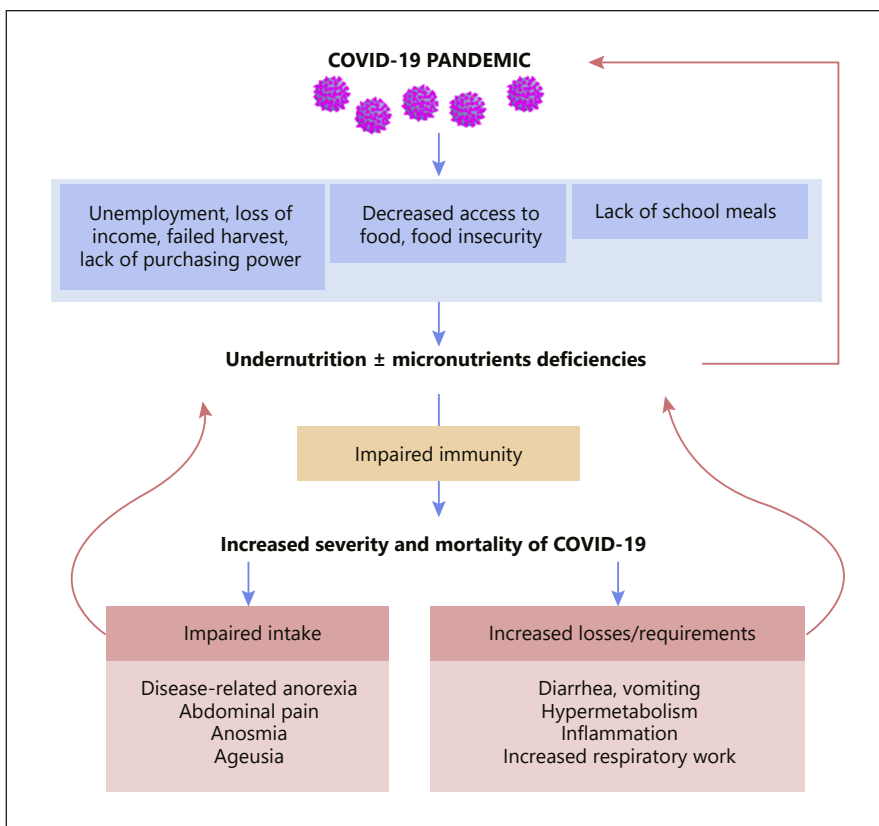 COVID-19 PANDEMIC
Unemployment, loss of
income, failed harvest,
lack of purchasing power
Decreased access to
food, food insecurity
Lack of school meals
Undernutrition ± micronutrients deficiencies
Impaired immunity
Increased severity and mortality of COVID-19
Impaired intake
Disease-related anorexia
Abdominal pain
Anosmia
Ageusia
Increased losses/requirements
Diarrhea, vomiting
Hypermetabolism
Inflammation
Increased respiratory work